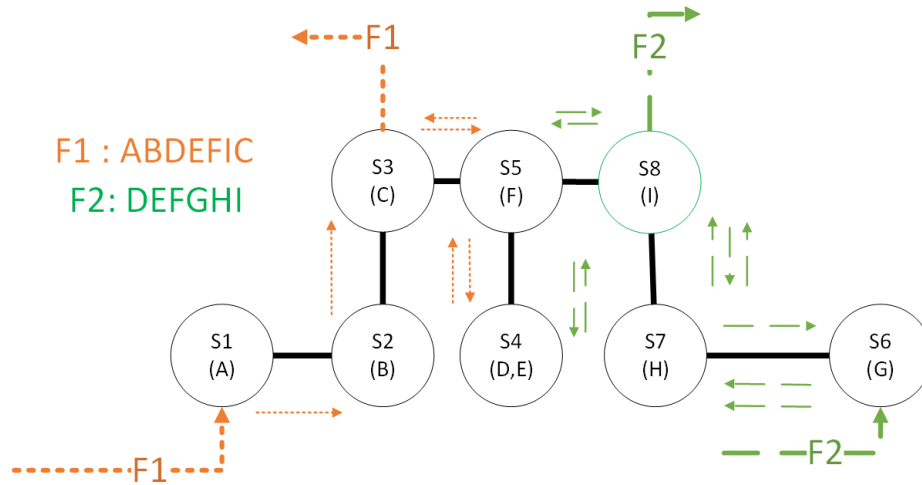 F1
F2
F1 : ABDEFIC
F2: DEFGHI
S3
(C)
S5
(F)
S8
(I)
S1
(A)
S2
(B)
S4
(D,E)
S7
(H)
S6
(G)
F1
F2